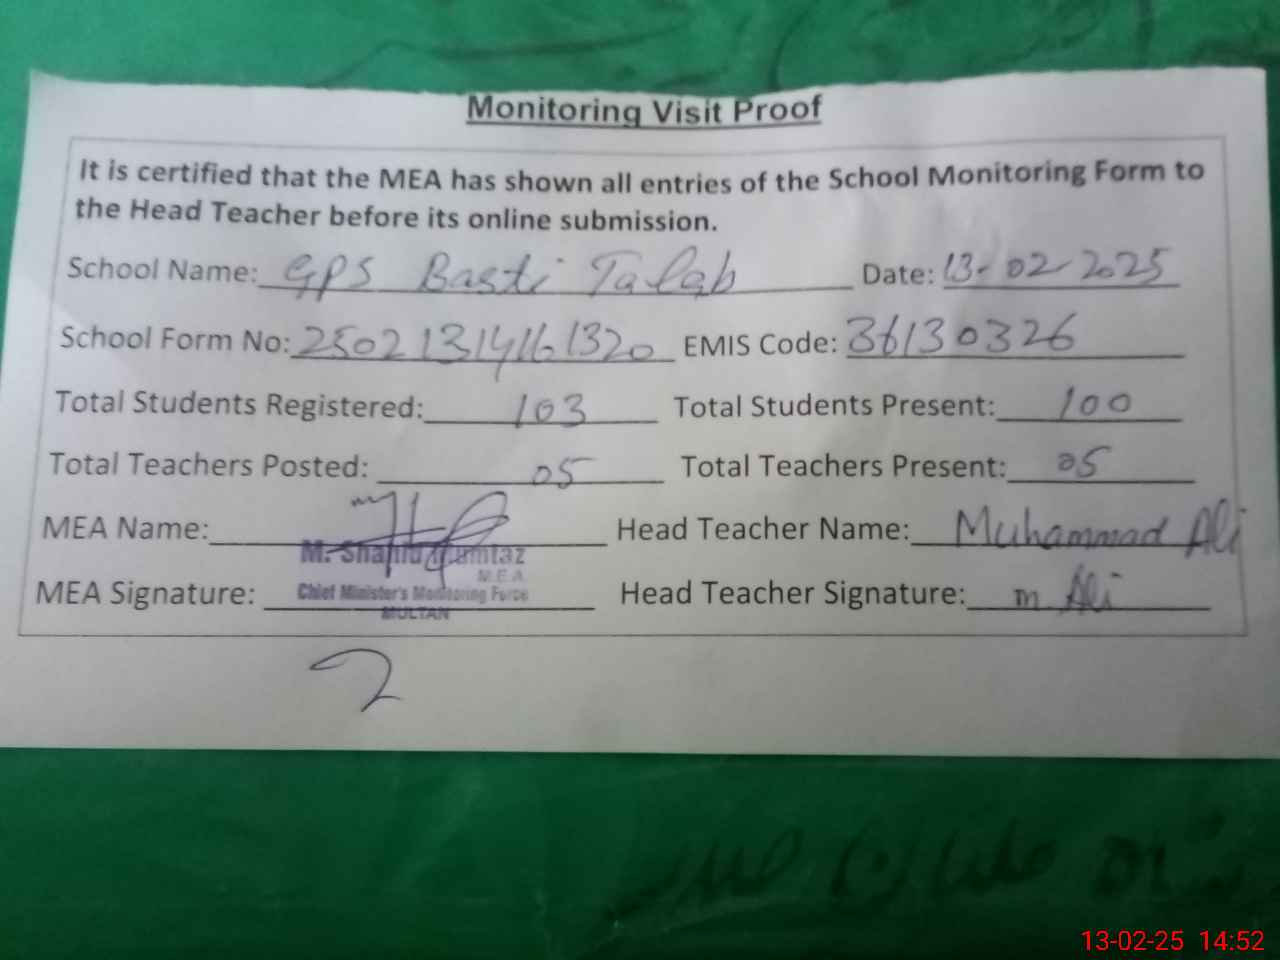 Monitoring Visit Proof
It is certified that the MEA has shown all entries of the School Monitoring Form to
the Head Teacher before its online submission.
School Name: GPS Basti Talab Date: 13-02-2025
School Form No: 25021314161320 EMIS Code: 36130326
Total Students Registered: 103 Total Students Present: 100
Total Teachers Posted: 05 Total Teachers Present: 05
MEA Name: Head Teacher Name: Muhammad Ali
M. Shahid Mumtaz
M.E.A
MEA Signature: Chief Minister's Monitoring Force Head Teacher Signature: m Ali
MULTAN
2
13-02-25 14:52